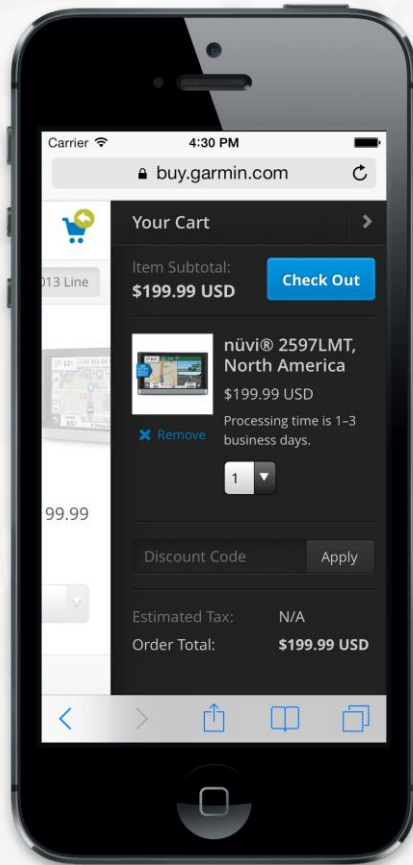 Carrier 4:30 PM
buy.garmin.com
Your Cart
013 Line
Item Subtotal:
$199.99 USD
Check Out
nüvi® 2597LMT,
North America
$199.99 USD
Remove
Processing time is 1–3
business days.
1
99.99
Discount Code Apply
Estimated Tax: N/A
Order Total: $199.99 USD